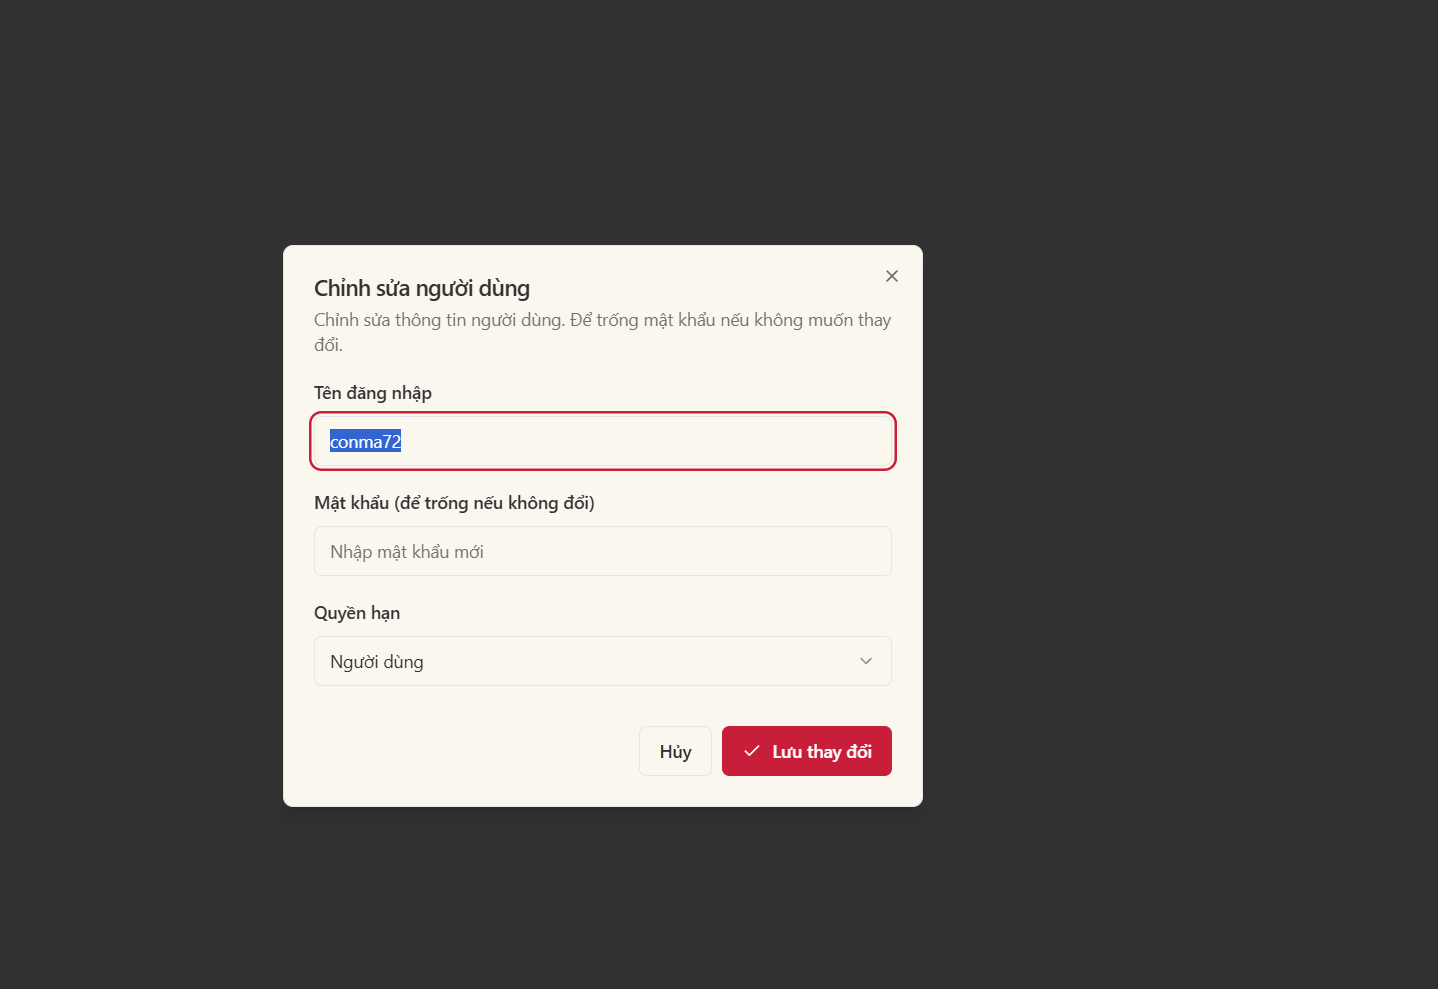 Chỉnh sửa người dùng
Chỉnh sửa thông tin người dùng. Để trống mật khẩu nếu không muốn thay
đổi.
Tên đăng nhập
conma72
Mật khẩu (để trống nếu không đổi)
Nhập mật khẩu mới
Quyền hạn
Người dùng
Hủy
Lưu thay đổi